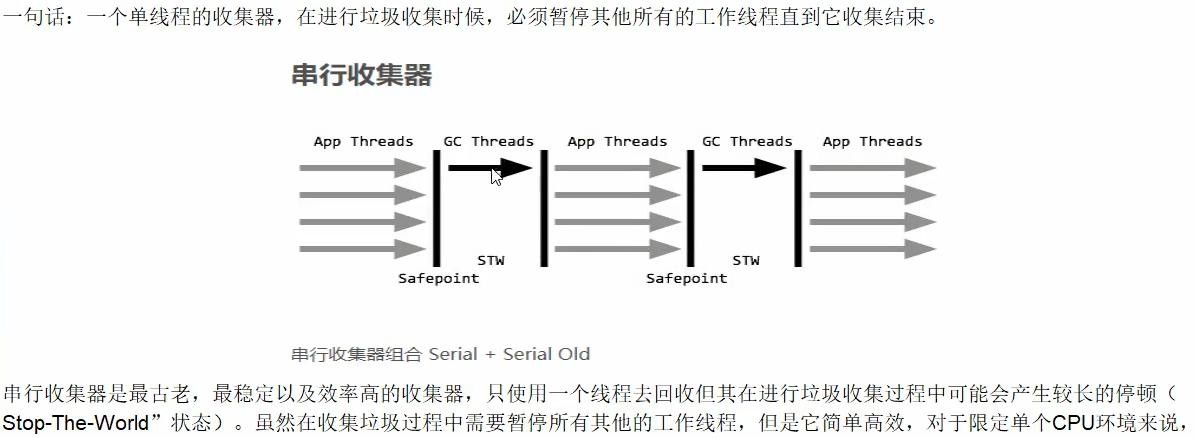 一句话：一个单线程的收集器，在进行垃圾收集时候，必须暂停其他所有的工作线程直到它收集结束。
串行收集器
App Threads GC Threads App Threads GC Threads App Threads
STW STW
Safepoint Safepoint
串行收集器组合 Serial + Serial Old
串行收集器是最古老，最稳定以及效率高的收集器，只使用一个线程去回收但其在进行垃圾收集过程中可能会产生较长的停顿（
Stop-The-World”状态）。虽然在收集垃圾过程中需要暂停所有其他的工作线程，但是它简单高效，对于限定单个CPU环境来说，